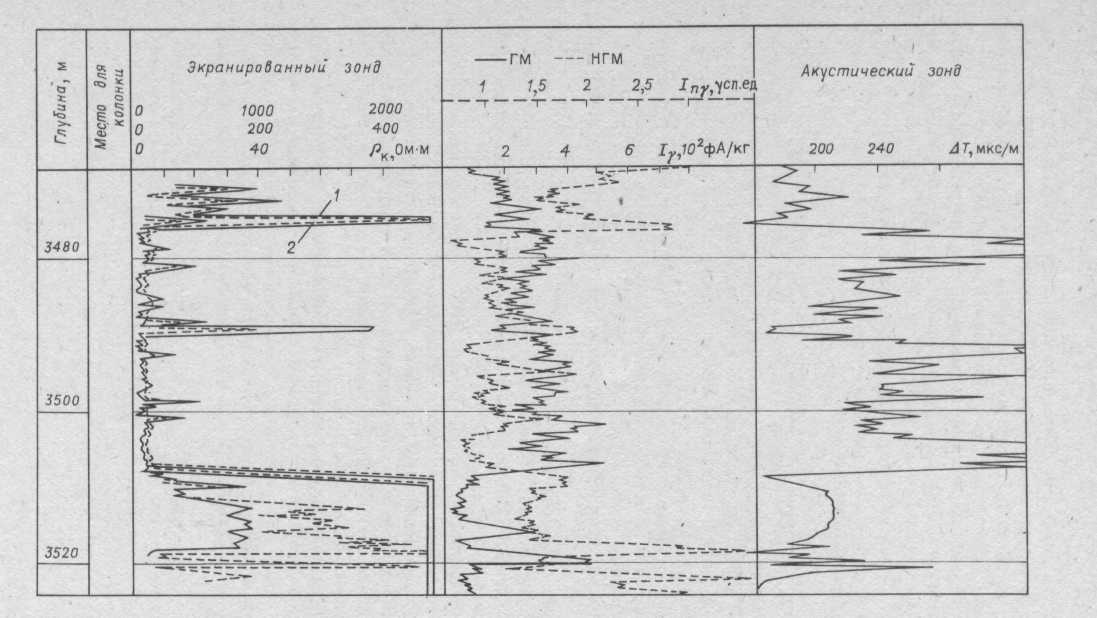 Глубина, м
Место для
колонки
Экранированный зонд
0 1000 2000
0 200 400
0 40 ρк, Ом·м
ГМ НГМ
1 1,5 2 2,5 Inγ, усл.ед
2 4 6 Iγ, 10²фА/кг
Акустический зонд
200 240 ΔT, мкс/м
1
2
3480
3500
3520